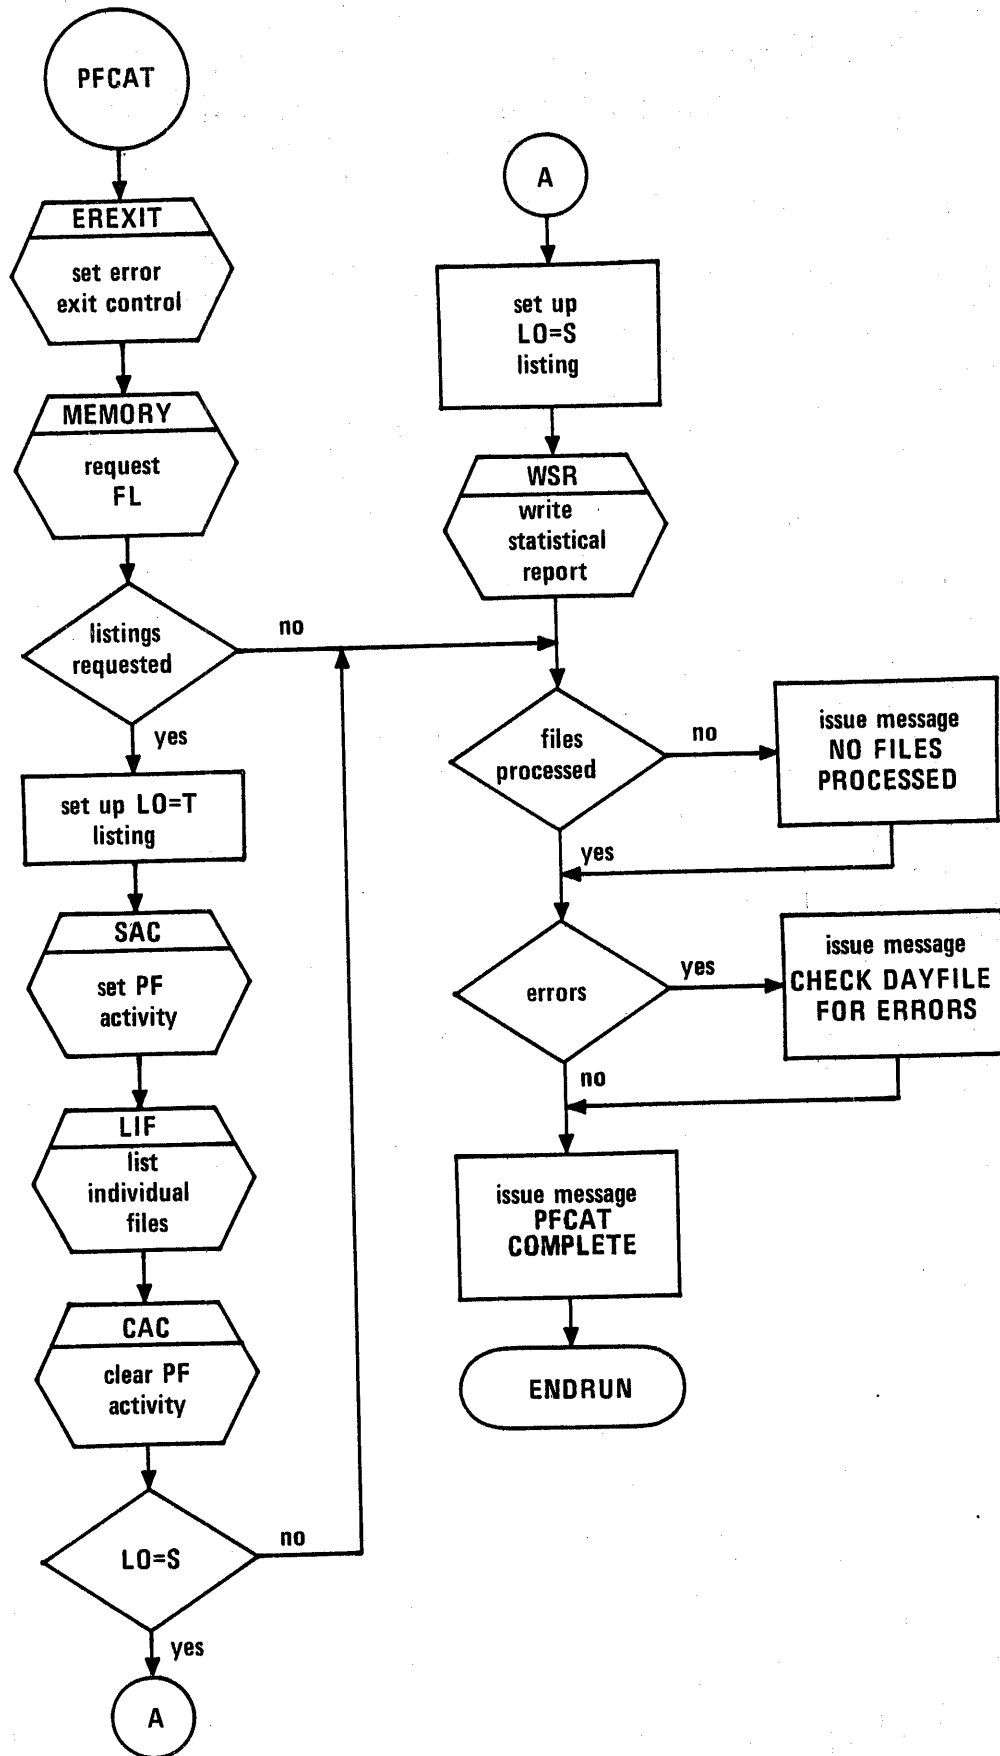 PFCAT
EREXIT
set error
exit control
MEMORY
request
FL
listings
requested
no
yes
set up LO=T
listing
SAC
set PF
activity
LIF
list
individual
files
CAC
clear PF
activity
LO=S
no
yes
A
A
set up
LO=S
listing
WSR
write
statistical
report
files
processed
no
issue message
NO FILES
PROCESSED
yes
errors
yes
issue message
CHECK DAYFILE
FOR ERRORS
no
issue message
PFCAT
COMPLETE
ENDRUN